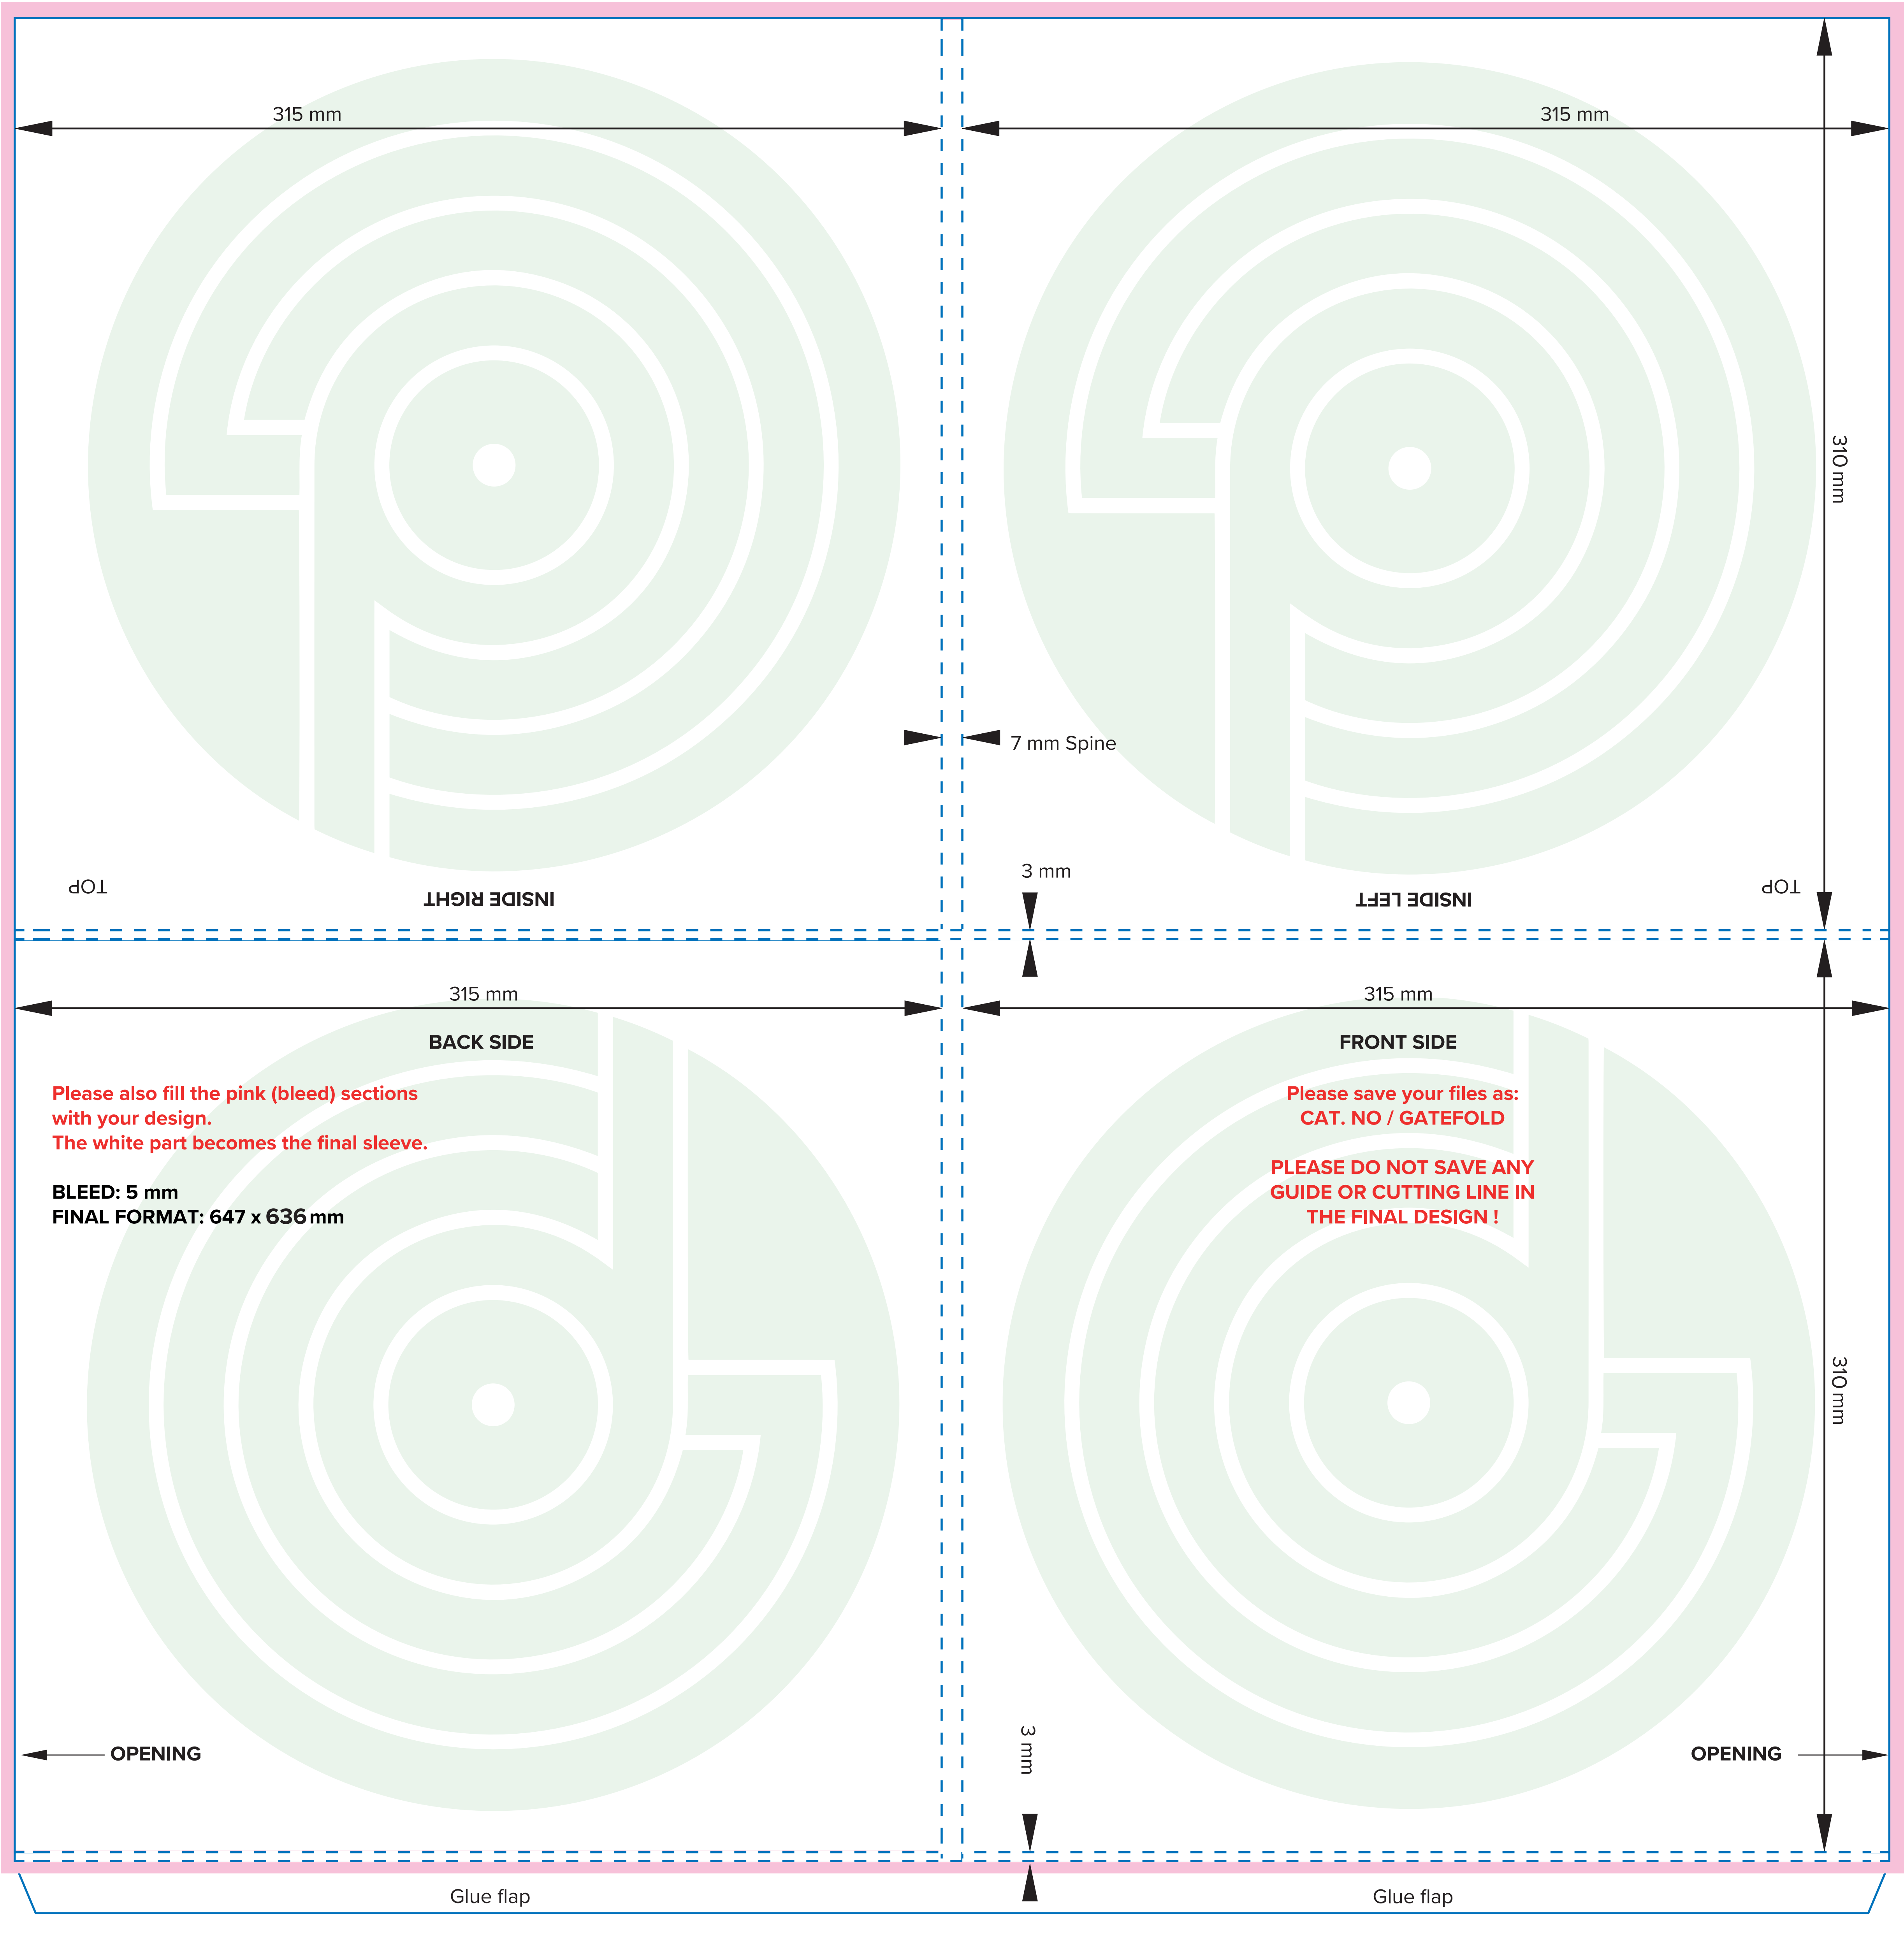 315 mm
315 mm
310 mm
7 mm Spine
3 mm
TOP
INSIDE RIGHT
INSIDE LEFT
TOP
315 mm
315 mm
BACK SIDE
FRONT SIDE
Please also fill the pink (bleed) sections
with your design.
The white part becomes the final sleeve.
BLEED: 5 mm
FINAL FORMAT: 647 x 636 mm
Please save your files as:
CAT. NO / GATEFOLD
PLEASE DO NOT SAVE ANY
GUIDE OR CUTTING LINE IN
THE FINAL DESIGN !
310 mm
OPENING
3 mm
OPENING
Glue flap
Glue flap